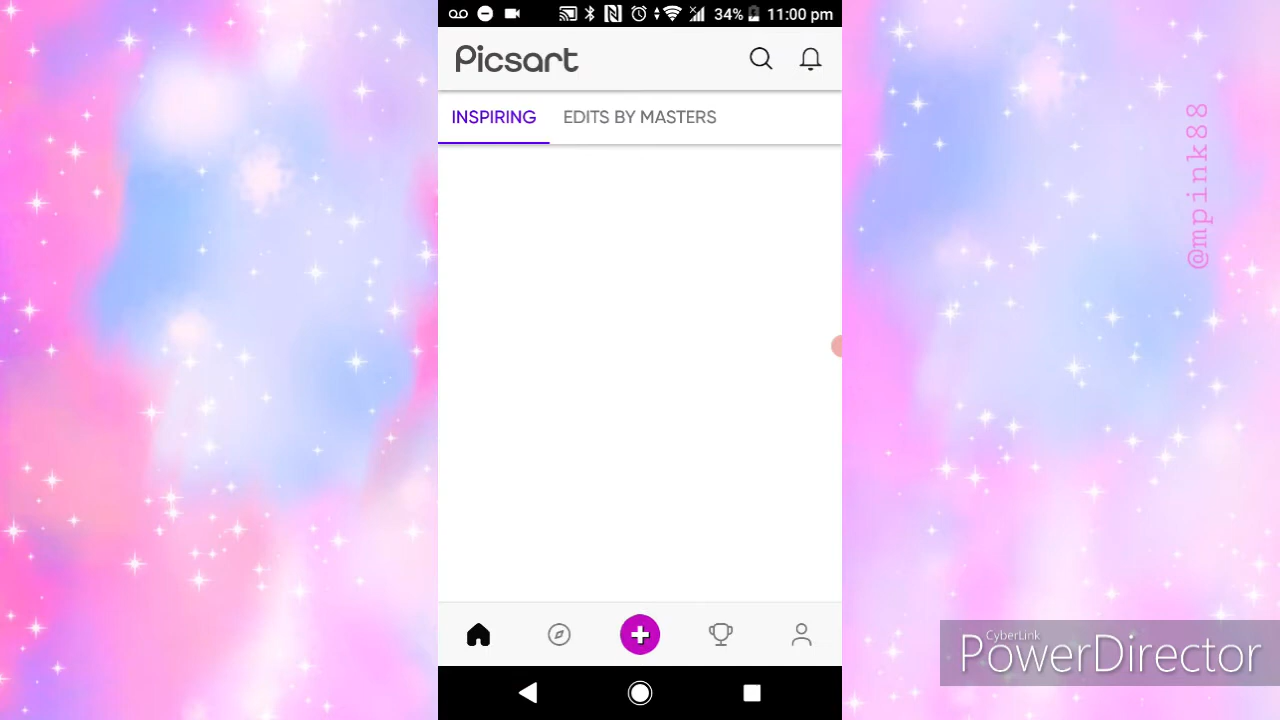 34% 11:00 pm
Picsart
INSPIRING EDITS BY MASTERS
@mpink88
CyberLink
PowerDirector